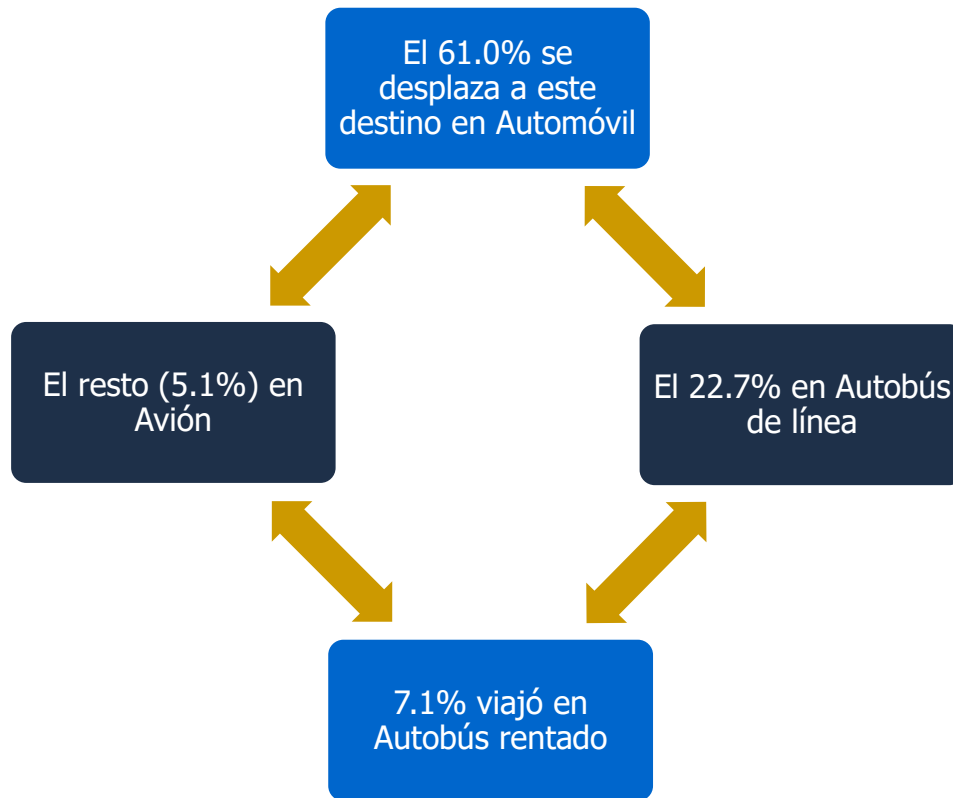 El 61.0% se
desplaza a este
destino en Automóvil
El resto (5.1%) en
Avión
El 22.7% en Autobús
de línea
7.1% viajó en
Autobús rentado